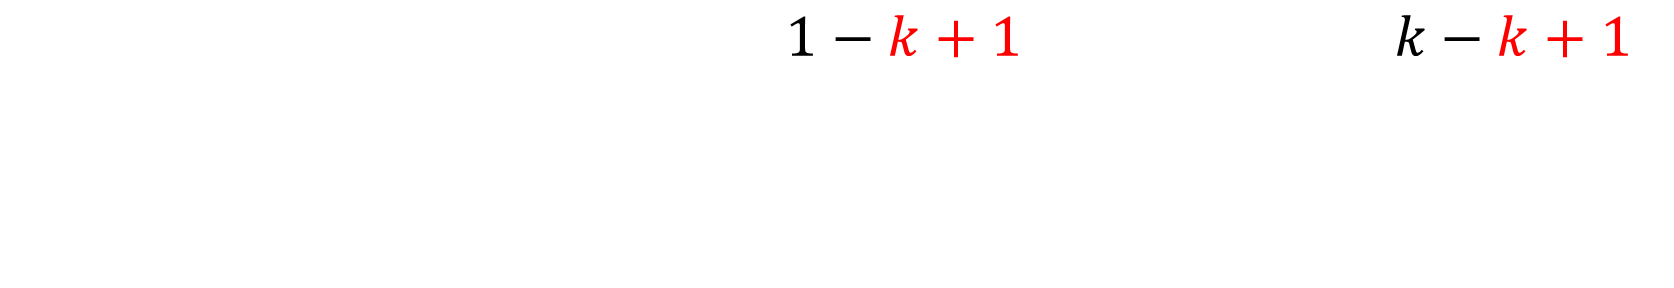 1 − k + 1 k − k + 1